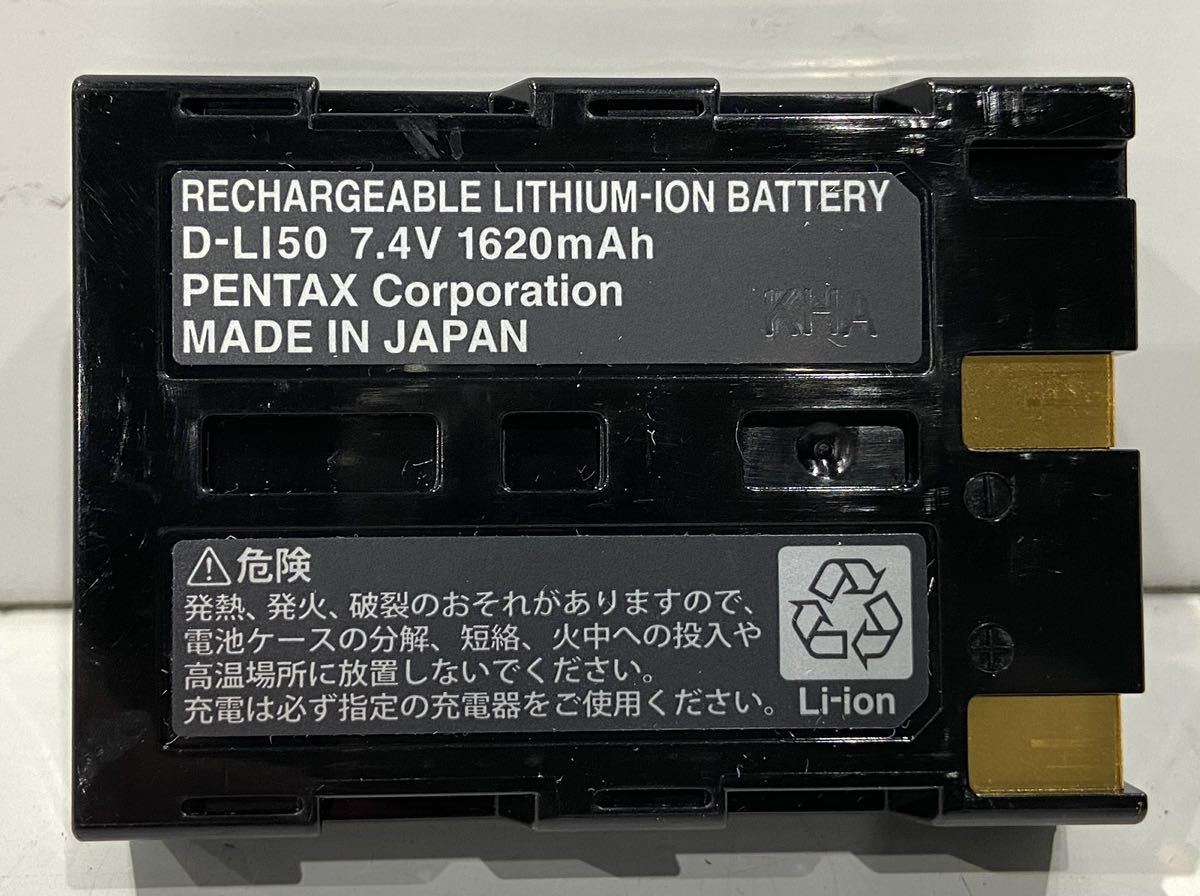 RECHARGEABLE LITHIUM-ION BATTERY
D-LI50 7.4V 1620mAh
PENTAX Corporation
MADE IN JAPAN
KHA
危険
発熱、発火、破裂のおそれがありますので、
電池ケースの分解、短絡、火中への投入や
高温場所に放置しないでください。
充電は必ず指定の充電器をご使用ください。
Li-ion